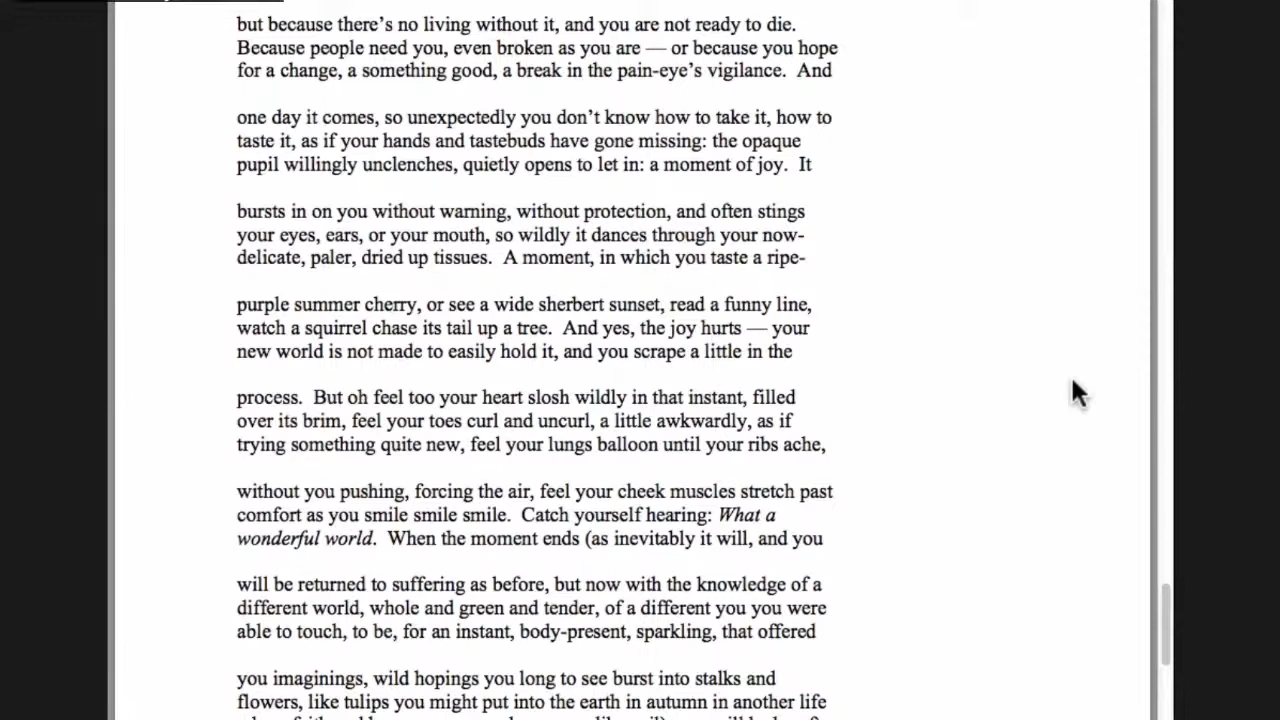 but because there’s no living without it, and you are not ready to die.
Because people need you, even broken as you are — or because you hope
for a change, a something good, a break in the pain-eye’s vigilance.  And
one day it comes, so unexpectedly you don’t know how to take it, how to
taste it, as if your hands and tastebuds have gone missing: the opaque
pupil willingly unclenches, quietly opens to let in: a moment of joy.  It
bursts in on you without warning, without protection, and often stings
your eyes, ears, or your mouth, so wildly it dances through your now-
delicate, paler, dried up tissues.  A moment, in which you taste a ripe-
purple summer cherry, or see a wide sherbert sunset, read a funny line,
watch a squirrel chase its tail up a tree.  And yes, the joy hurts — your
new world is not made to easily hold it, and you scrape a little in the
process.  But oh feel too your heart slosh wildly in that instant, filled
over its brim, feel your toes curl and uncurl, a little awkwardly, as if
trying something quite new, feel your lungs balloon until your ribs ache,
without you pushing, forcing the air, feel your cheek muscles stretch past
comfort as you smile smile smile.  Catch yourself hearing: What a
wonderful world.  When the moment ends (as inevitably it will, and you
will be returned to suffering as before, but now with the knowledge of a
different world, whole and green and tender, of a different you you were
able to touch, to be, for an instant, body-present, sparkling, that offered
you imaginings, wild hopings you long to see burst into stalks and
flowers, like tulips you might put into the earth in autumn in another life